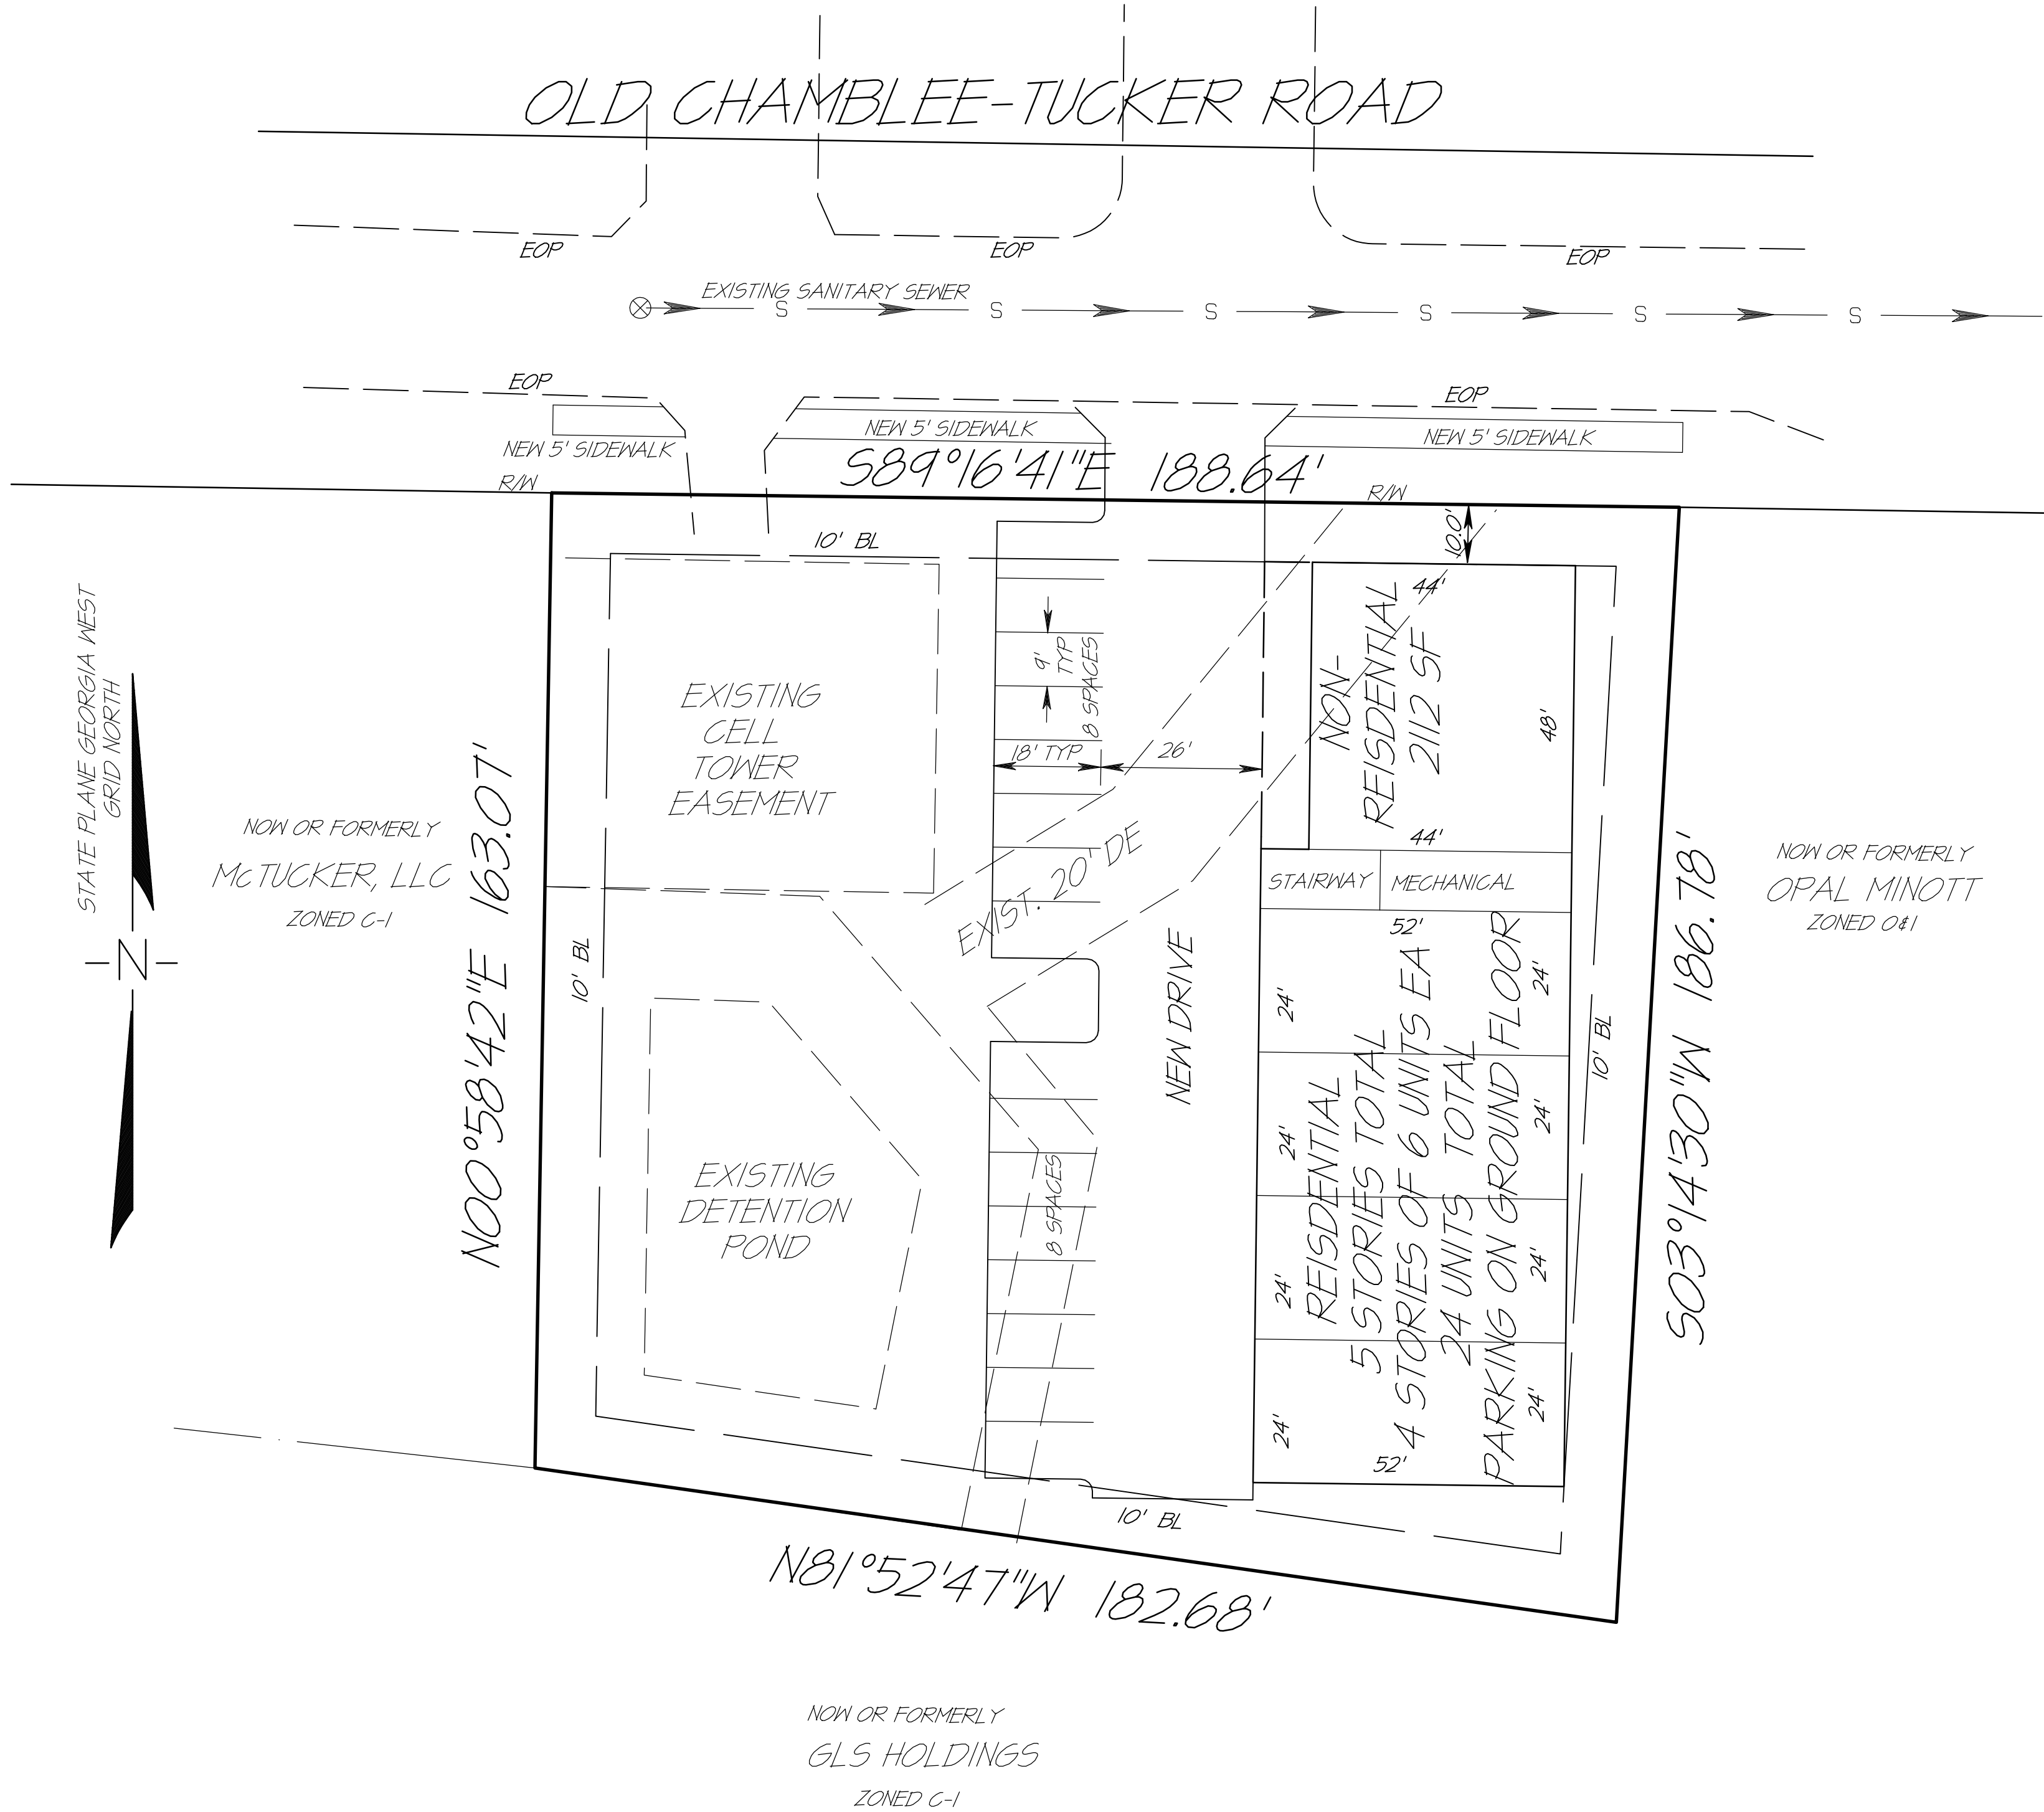 OLD CHAMBLEE-TUCKER ROAD
EOP
EOP
EOP
EXISTING SANITARY SEWER
S
S
S
S
S
S
EOP
EOP
NEW 5' SIDEWALK
NEW 5' SIDEWALK
NEW 5' SIDEWALK
S89°16'41"E 188.64'
R/W
R/W
10' BL
10.0'
STATE PLANE GEORGIA WEST
GRID NORTH
N
NOW OR FORMERLY
McTUCKER, LLC
ZONED C-1
N00°58'42"E 163.07'
10' BL
EXISTING
CELL
TOWER
EASEMENT
9'
TYP
8 SPACES
18' TYP
26'
EXIST. 20' DE
NEW DRIVE
44'
NON-
REISDENTIAL
2112 SF
48'
44'
STAIRWAY
MECHANICAL
52'
24'
24'
24'
24'
REISDENTIAL
5 STORIES TOTAL
4 STORIES OF 6 UNITS EA
24 UNITS TOTAL
PARKING ON GROUND FLOOR
24'
24'
24'
24'
52'
10' BL
S03°14'30"W 186.78'
NOW OR FORMERLY
OPAL MINOTT
ZONED O&I
EXISTING
DETENTION
POND
8 SPACES
10' BL
N81°52'47"W 182.68'
NOW OR FORMERLY
GLS HOLDINGS
ZONED C-1